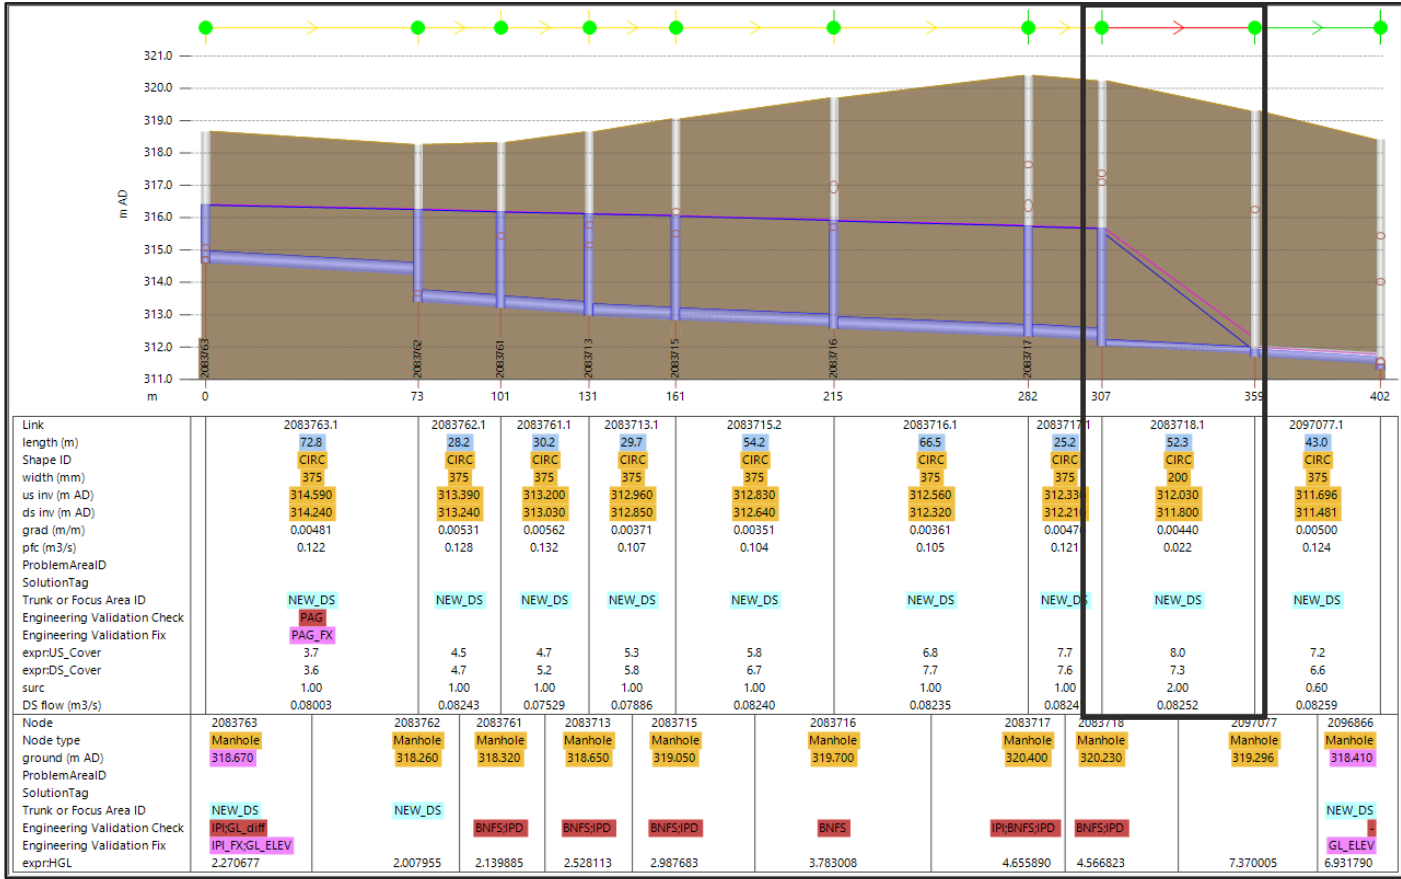 321.0
320.0
319.0
318.0
317.0
316.0
315.0
314.0
313.0
312.0
311.0
m AD
2083763 2083762 2083761 2083713 2083715 2083716 2083717
m 0 73 101 131 161 215 282 307 359 402
Link 2083763.1 2083762.1 2083761.1 2083713.1 2083715.2 2083716.1 2083717.1 2083718.1 2097077.1
length (m) 72.8 28.2 30.2 29.7 54.2 66.5 25.2 52.3 43.0
Shape ID CIRC CIRC CIRC CIRC CIRC CIRC CIRC CIRC CIRC
width (mm) 375 375 375 375 375 375 375 200 375
us inv (m AD) 314.590 313.390 313.200 312.960 312.830 312.560 312.330 312.030 311.696
ds inv (m AD) 314.240 313.240 313.030 312.850 312.640 312.320 312.210 311.800 311.481
grad (m/m) 0.00481 0.00531 0.00562 0.00371 0.00351 0.00361 0.00476 0.00440 0.00500
pfc (m3/s) 0.122 0.128 0.132 0.107 0.104 0.105 0.121 0.022 0.124
ProblemAreaID
SolutionTag
Trunk or Focus Area ID NEW_DS NEW_DS NEW_DS NEW_DS NEW_DS NEW_DS NEW_DS NEW_DS NEW_DS
Engineering Validation Check PAG
Engineering Validation Fix PAG_FX
expr:US_Cover 3.7 4.5 4.7 5.3 5.8 6.8 7.7 8.0 7.2
expr:DS_Cover 3.6 4.7 5.2 5.8 6.7 7.7 7.6 7.3 6.6
surc 1.00 1.00 1.00 1.00 1.00 1.00 1.00 2.00 0.60
DS flow (m3/s) 0.08003 0.08243 0.07529 0.07886 0.08240 0.08235 0.0824 0.08252 0.08259
Node 2083763 2083762 2083761 2083713 2083715 2083716 2083717 2083718 2097077 2096866
Node type Manhole Manhole Manhole Manhole Manhole Manhole Manhole Manhole Manhole Manhole
ground (m AD) 318.670 318.260 318.320 318.650 319.050 319.700 320.400 320.230 319.296 318.410
ProblemAreaID
SolutionTag
Trunk or Focus Area ID NEW_DS NEW_DS NEW_DS
Engineering Validation Check IPI;GL_diff BNFS;IPD BNFS;IPD BNFS;IPD BNFS IPI;BNFS;IPD BNFS;IPD -
Engineering Validation Fix IPI_FX;GL_ELEV GL_ELEV
expr:HGL 2.270677 2.007955 2.139885 2.528113 2.987683 3.783008 4.655890 4.566823 7.370005 6.931790